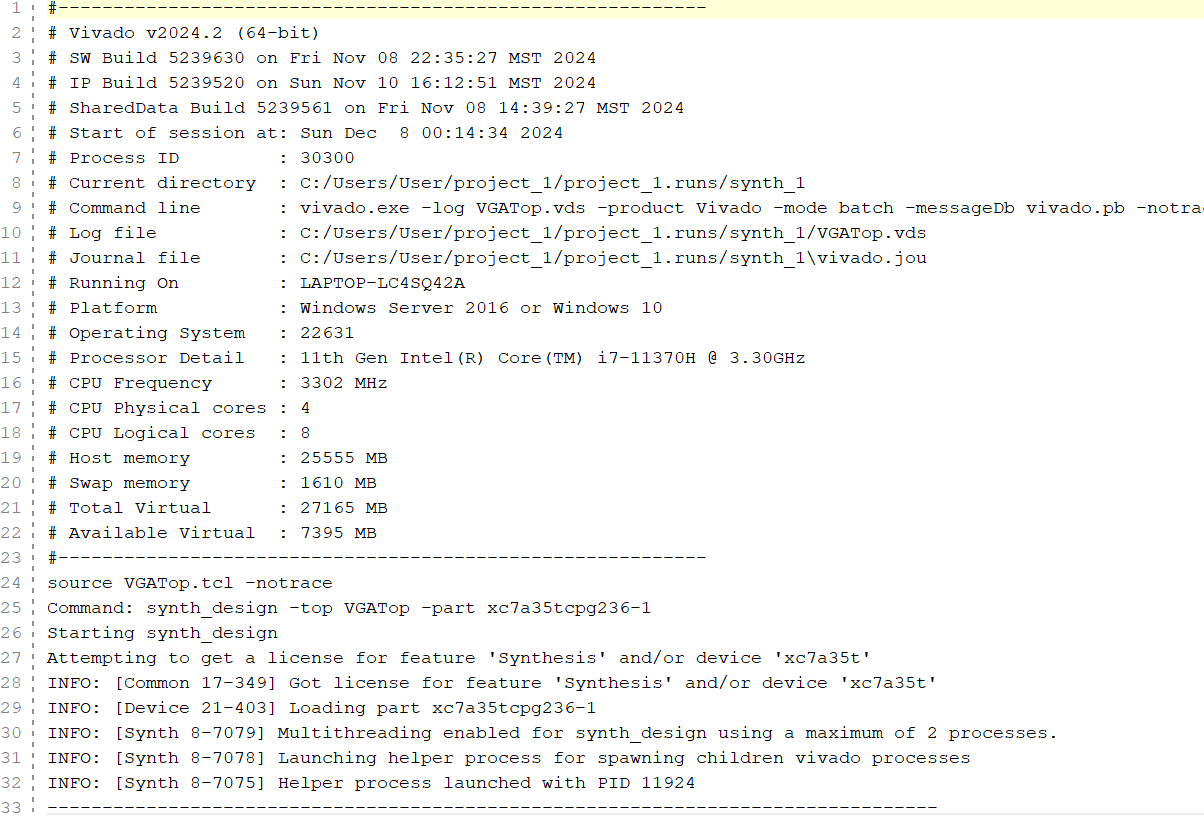 1 #-----------------------------------------------------------
2 # Vivado v2024.2 (64-bit)
3 # SW Build 5239630 on Fri Nov 08 22:35:27 MST 2024
4 # IP Build 5239520 on Sun Nov 10 16:12:51 MST 2024
5 # SharedData Build 5239561 on Fri Nov 08 14:39:27 MST 2024
6 # Start of session at: Sun Dec  8 00:14:34 2024
7 # Process ID         : 30300
8 # Current directory  : C:/Users/User/project_1/project_1.runs/synth_1
9 # Command line       : vivado.exe -log VGATop.vds -product Vivado -mode batch -messageDb vivado.pb -notrac
10 # Log file           : C:/Users/User/project_1/project_1.runs/synth_1/VGATop.vds
11 # Journal file       : C:/Users/User/project_1/project_1.runs/synth_1\vivado.jou
12 # Running On         : LAPTOP-LC4SQ42A
13 # Platform           : Windows Server 2016 or Windows 10
14 # Operating System   : 22631
15 # Processor Detail   : 11th Gen Intel(R) Core(TM) i7-11370H @ 3.30GHz
16 # CPU Frequency      : 3302 MHz
17 # CPU Physical cores : 4
18 # CPU Logical cores  : 8
19 # Host memory        : 25555 MB
20 # Swap memory        : 1610 MB
21 # Total Virtual      : 27165 MB
22 # Available Virtual  : 7395 MB
23 #-----------------------------------------------------------
24 source VGATop.tcl -notrace
25 Command: synth_design -top VGATop -part xc7a35tcpg236-1
26 Starting synth_design
27 Attempting to get a license for feature 'Synthesis' and/or device 'xc7a35t'
28 INFO: [Common 17-349] Got license for feature 'Synthesis' and/or device 'xc7a35t'
29 INFO: [Device 21-403] Loading part xc7a35tcpg236-1
30 INFO: [Synth 8-7079] Multithreading enabled for synth_design using a maximum of 2 processes.
31 INFO: [Synth 8-7078] Launching helper process for spawning children vivado processes
32 INFO: [Synth 8-7075] Helper process launched with PID 11924
33 ---------------------------------------------------------------------------------